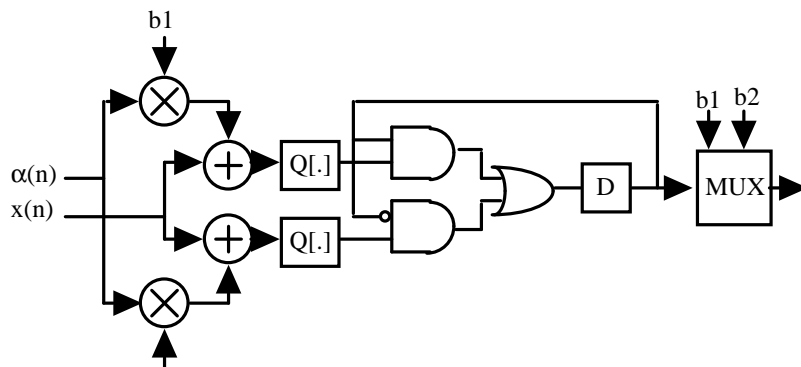 b1
b1 b2
α(n)
x(n)
Q[.]
Q[.]
D
MUX